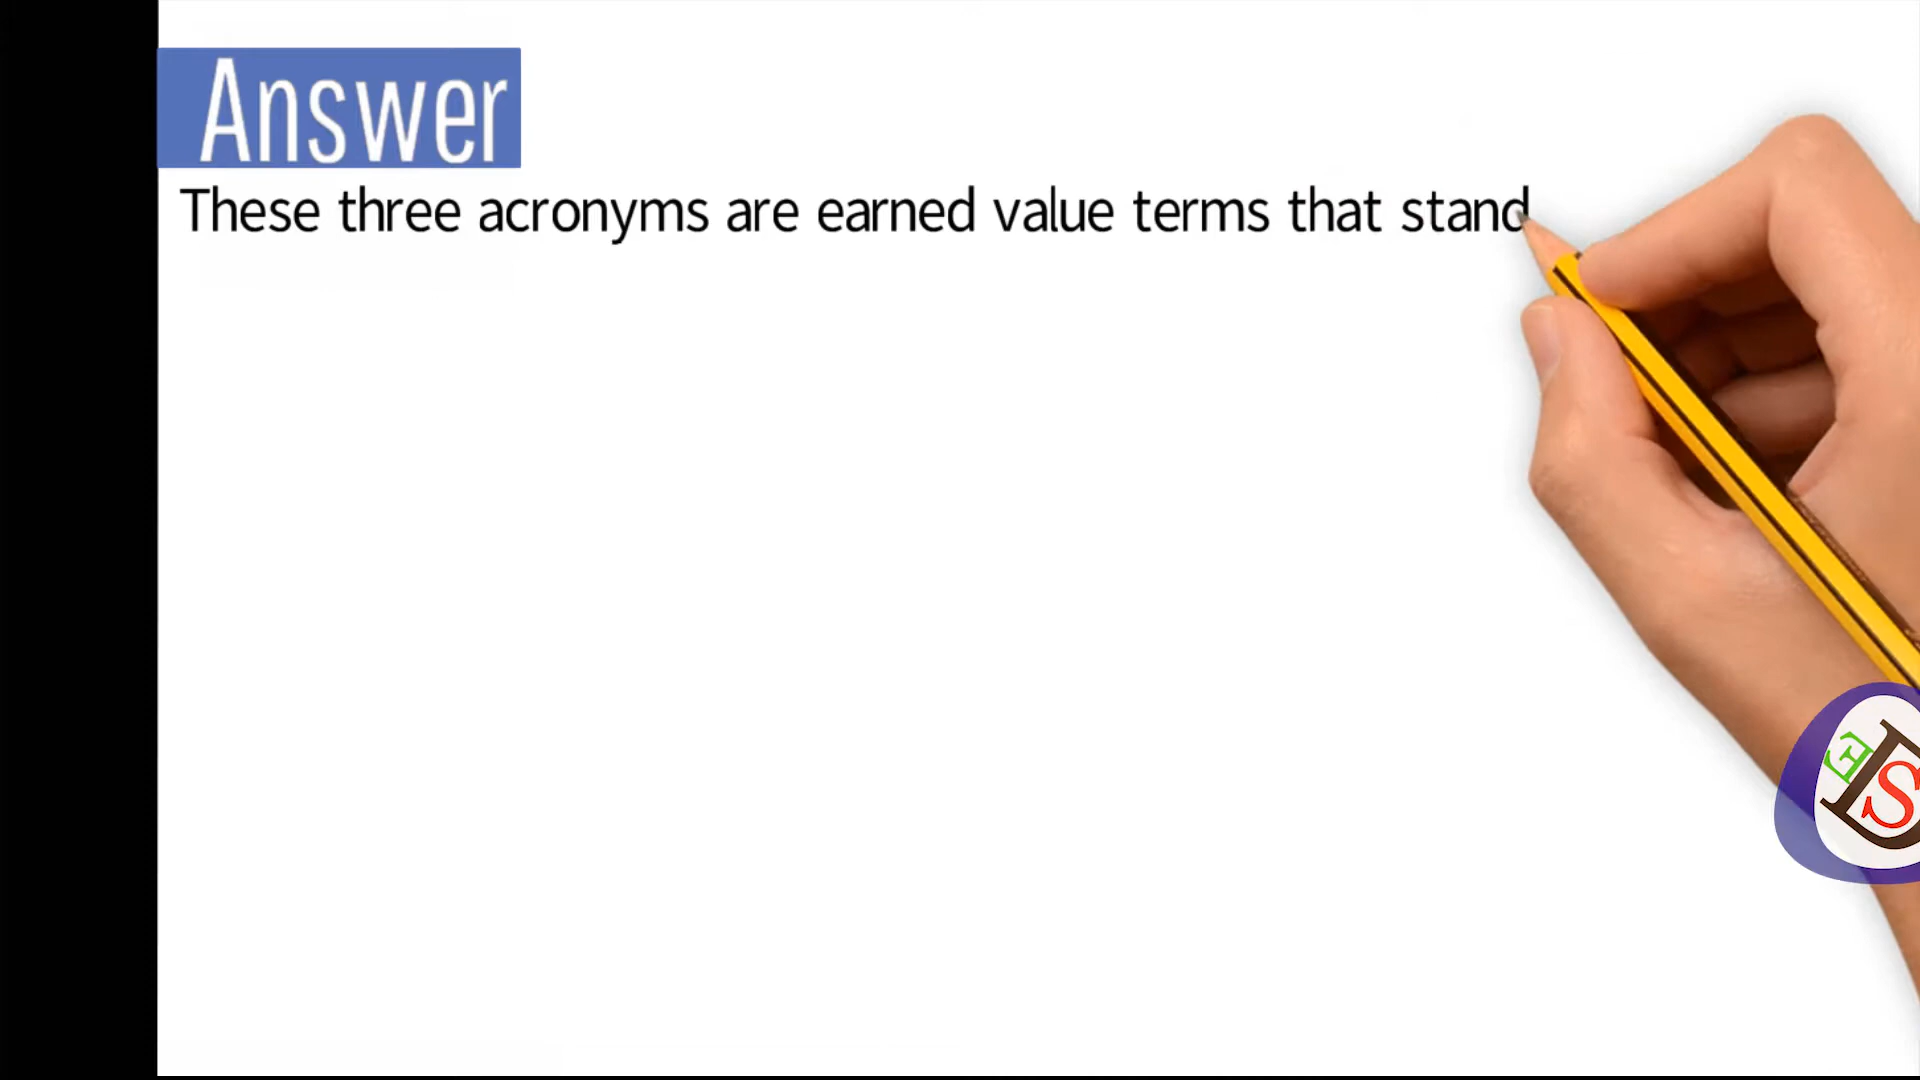 Answer
These three acronyms are earned value terms that stand
E
D
S